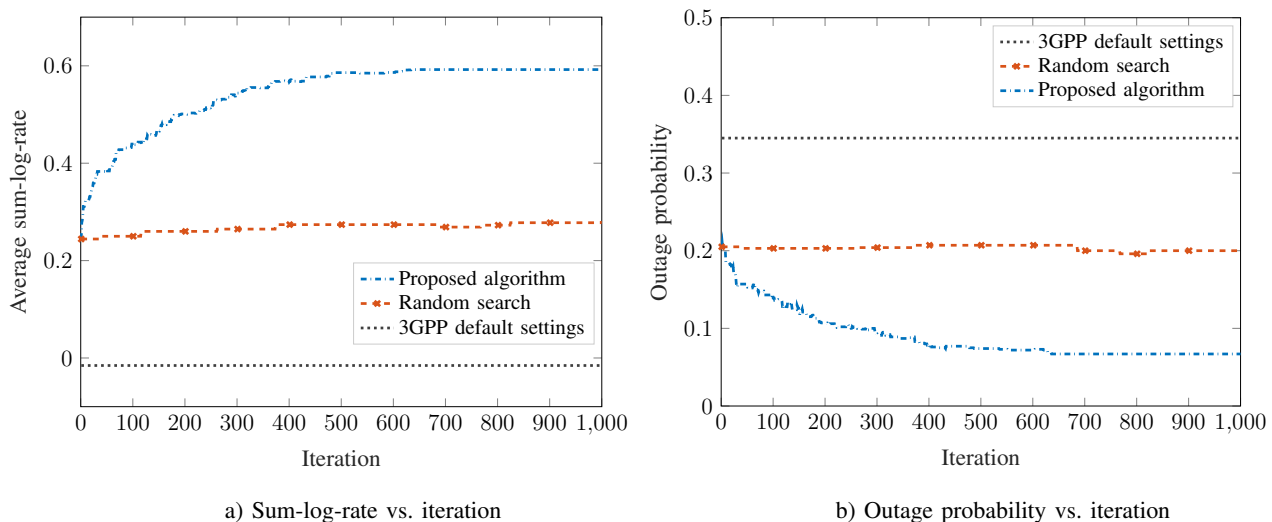 0.6
0.4
0.2
0
Average sum-log-rate
Proposed algorithm
Random search
3GPP default settings
0 100 200 300 400 500 600 700 800 900 1,000
Iteration
a) Sum-log-rate vs. iteration
0.5
0.4
0.3
0.2
0.1
0
Outage probability
3GPP default settings
Random search
Proposed algorithm
0 100 200 300 400 500 600 700 800 900 1,000
Iteration
b) Outage probability vs. iteration